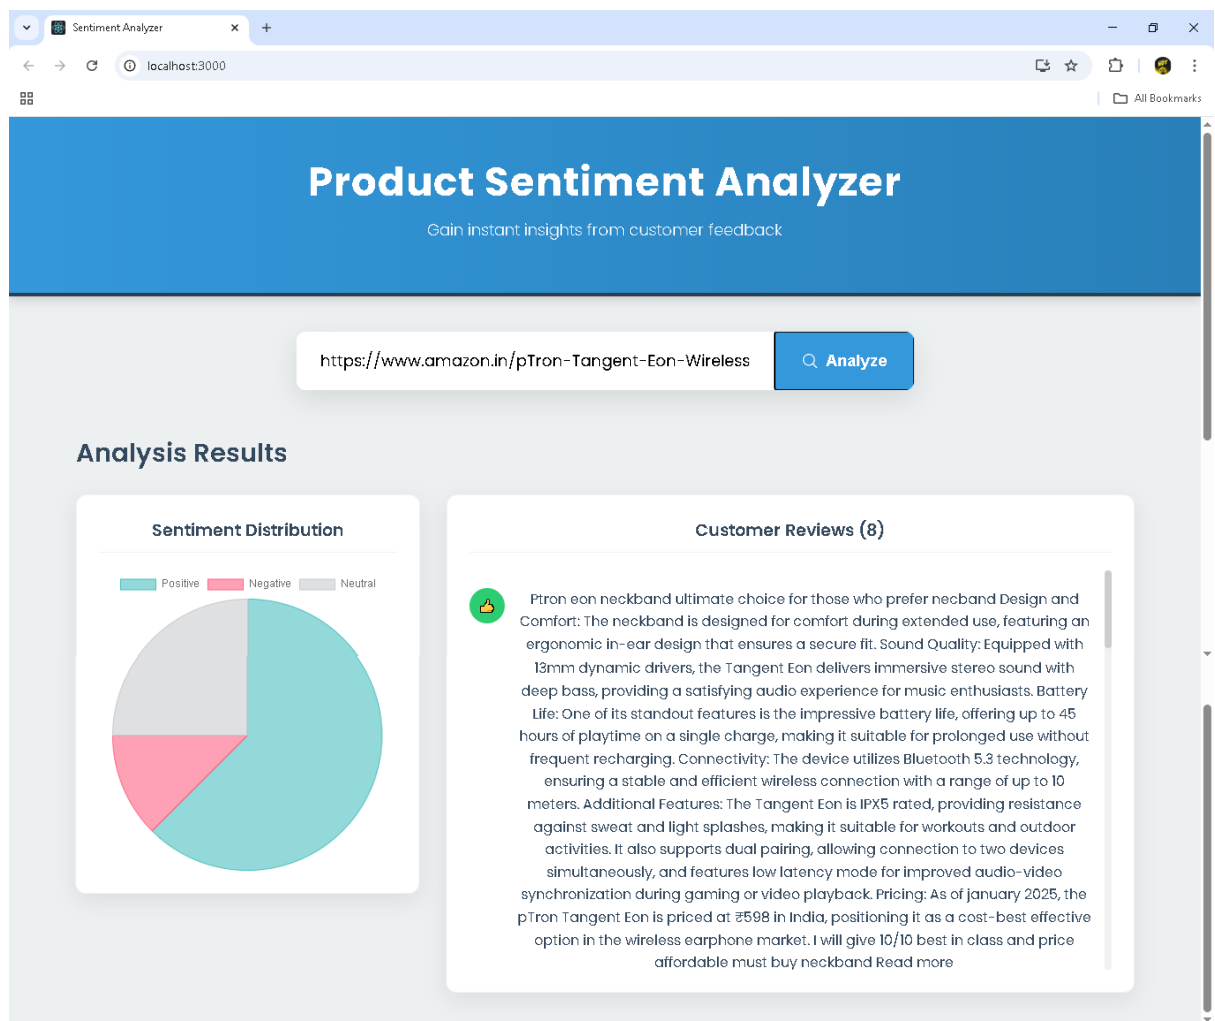 Sentiment Analyzer
localhost:3000
All Bookmarks
Product Sentiment Analyzer
Gain instant insights from customer feedback
https://www.amazon.in/pTron-Tangent-Eon-Wireless
Analyze
Analysis Results
Sentiment Distribution
Positive Negative Neutral
Customer Reviews (8)
Ptron eon neckband ultimate choice for those who prefer necband Design and
Comfort: The neckband is designed for comfort during extended use, featuring an
ergonomic in-ear design that ensures a secure fit. Sound Quality: Equipped with
13mm dynamic drivers, the Tangent Eon delivers immersive stereo sound with
deep bass, providing a satisfying audio experience for music enthusiasts. Battery
Life: One of its standout features is the impressive battery life, offering up to 45
hours of playtime on a single charge, making it suitable for prolonged use without
frequent recharging. Connectivity: The device utilizes Bluetooth 5.3 technology,
ensuring a stable and efficient wireless connection with a range of up to 10
meters. Additional Features: The Tangent Eon is IPX5 rated, providing resistance
against sweat and light splashes, making it suitable for workouts and outdoor
activities. It also supports dual pairing, allowing connection to two devices
simultaneously, and features low latency mode for improved audio-video
synchronization during gaming or video playback. Pricing: As of january 2025, the
pTron Tangent Eon is priced at ₹598 in India, positioning it as a cost-best effective
option in the wireless earphone market. I will give 10/10 best in class and price
affordable must buy neckband Read more